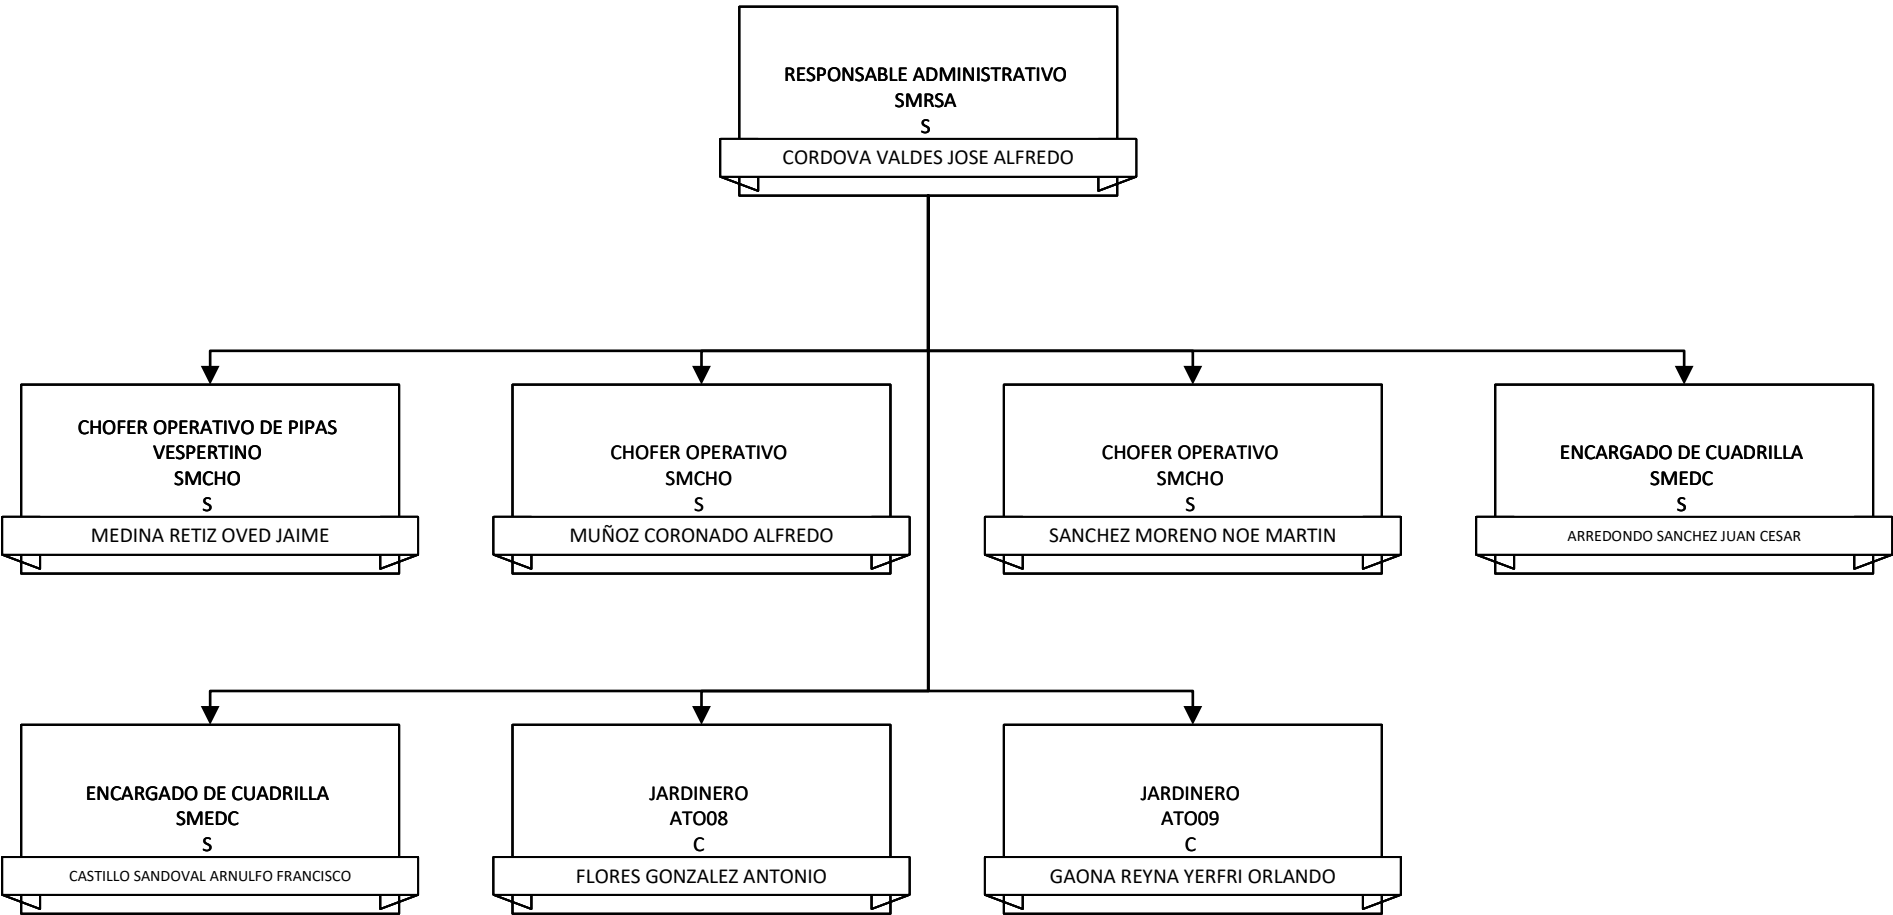 RESPONSABLE ADMINISTRATIVO
SMRSA
S
CORDOVA VALDES JOSE ALFREDO
CHOFER OPERATIVO DE PIPAS
VESPERTINO
SMCHO
S
MEDINA RETIZ OVED JAIME
CHOFER OPERATIVO
SMCHO
S
MUÑOZ CORONADO ALFREDO
CHOFER OPERATIVO
SMCHO
S
SANCHEZ MORENO NOE MARTIN
ENCARGADO DE CUADRILLA
SMEDC
S
ARREDONDO SANCHEZ JUAN CESAR
ENCARGADO DE CUADRILLA
SMEDC
S
CASTILLO SANDOVAL ARNULFO FRANCISCO
JARDINERO
ATO08
C
FLORES GONZALEZ ANTONIO
JARDINERO
ATO09
C
GAONA REYNA YERFRI ORLANDO